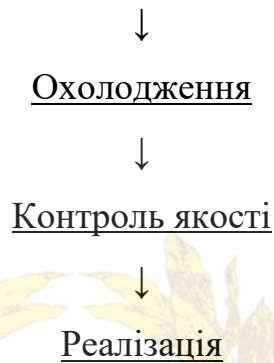 ↓
Охолодження
↓
Контроль якості
↓
Реалізація